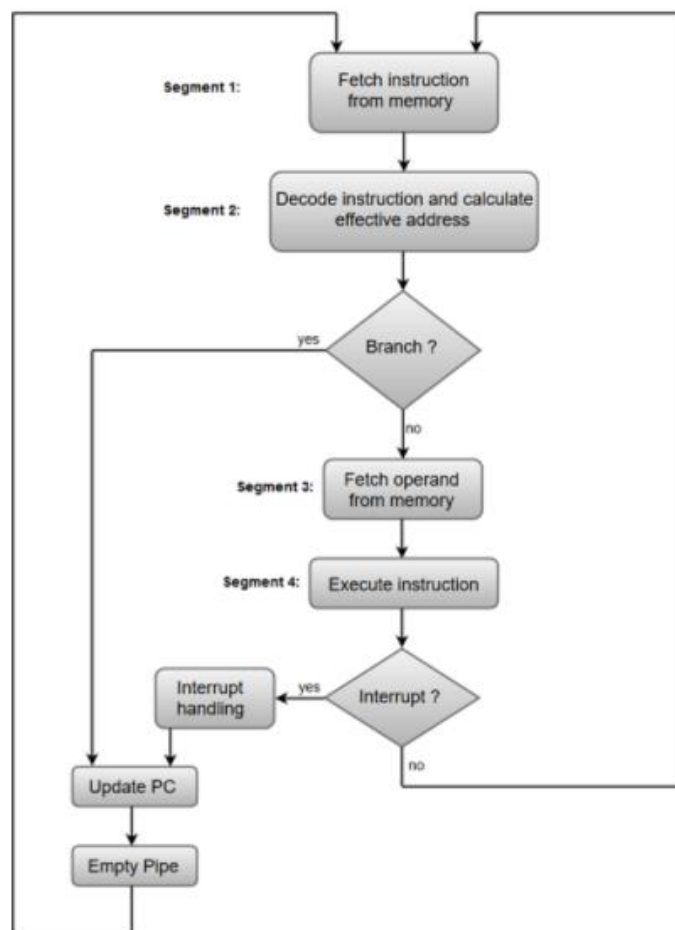 Segment 1:
Fetch instruction
from memory
Segment 2:
Decode instruction and calculate
effective address
yes
Branch ?
no
Segment 3:
Fetch operand
from memory
Segment 4:
Execute instruction
Interrupt
handling
yes
Interrupt ?
no
Update PC
Empty Pipe